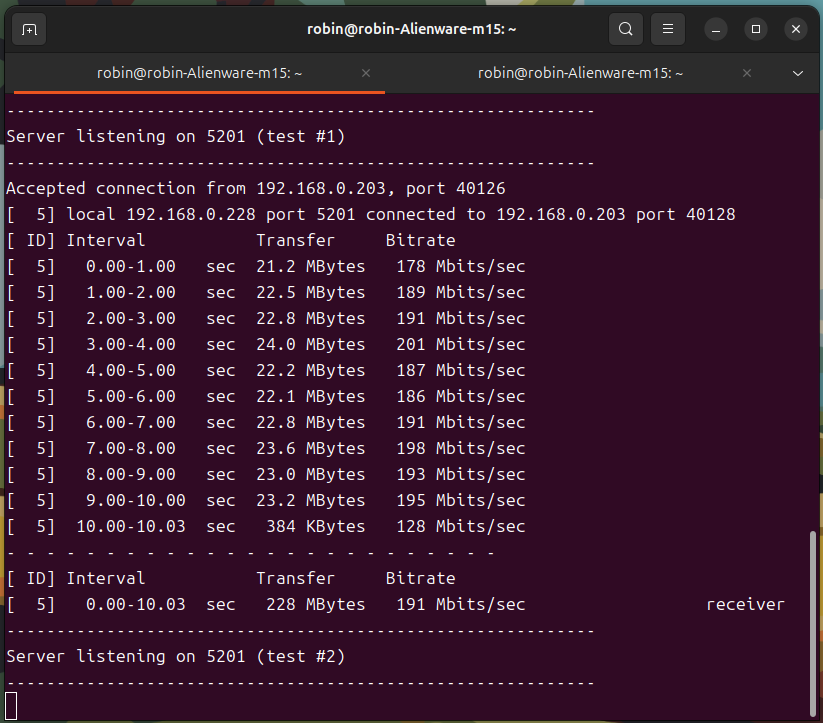 robin@robin-Alienware-m15: ~
robin@robin-Alienware-m15: ~ × robin@robin-Alienware-m15: ~ ×
-----------------------------------------------------------
Server listening on 5201 (test #1)
-----------------------------------------------------------
Accepted connection from 192.168.0.203, port 40126
[  5] local 192.168.0.228 port 5201 connected to 192.168.0.203 port 40128
[ ID] Interval           Transfer     Bitrate
[  5]   0.00-1.00   sec  21.2 MBytes   178 Mbits/sec
[  5]   1.00-2.00   sec  22.5 MBytes   189 Mbits/sec
[  5]   2.00-3.00   sec  22.8 MBytes   191 Mbits/sec
[  5]   3.00-4.00   sec  24.0 MBytes   201 Mbits/sec
[  5]   4.00-5.00   sec  22.2 MBytes   187 Mbits/sec
[  5]   5.00-6.00   sec  22.1 MBytes   186 Mbits/sec
[  5]   6.00-7.00   sec  22.8 MBytes   191 Mbits/sec
[  5]   7.00-8.00   sec  23.6 MBytes   198 Mbits/sec
[  5]   8.00-9.00   sec  23.0 MBytes   193 Mbits/sec
[  5]   9.00-10.00  sec  23.2 MBytes   195 Mbits/sec
[  5]  10.00-10.03  sec   384 KBytes   128 Mbits/sec
- - - - - - - - - - - - - - - - - - - - - - - - -
[ ID] Interval           Transfer     Bitrate
[  5]   0.00-10.03  sec   228 MBytes   191 Mbits/sec                  receiver
-----------------------------------------------------------
Server listening on 5201 (test #2)
-----------------------------------------------------------